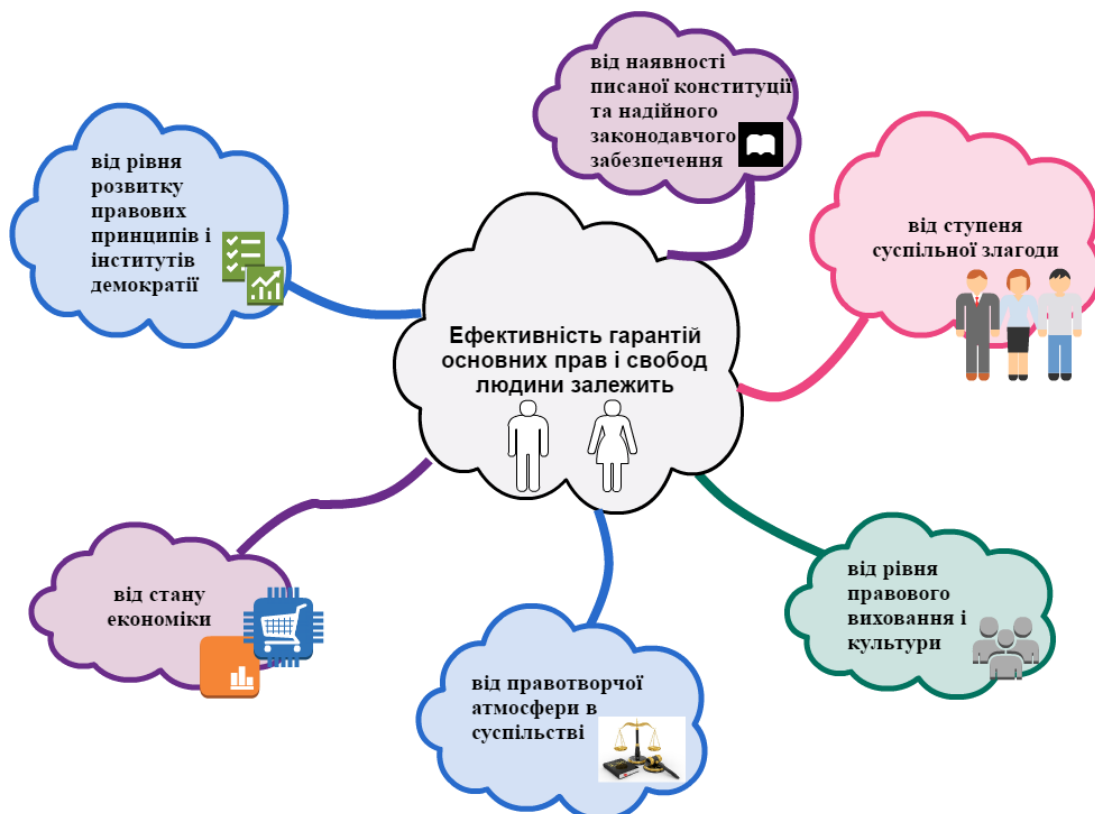 від наявності
писаної конституції
та надійного
законодавчого
забезпечення
від рівня
розвитку
правових
принципів і
інститутів
демократії
від ступеня
суспільної злагоди
Ефективність гарантій
основних прав і свобод
людини залежить
від стану
економіки
від рівня
правового
виховання і
культури
від правотворчої
атмосфери в
суспільстві